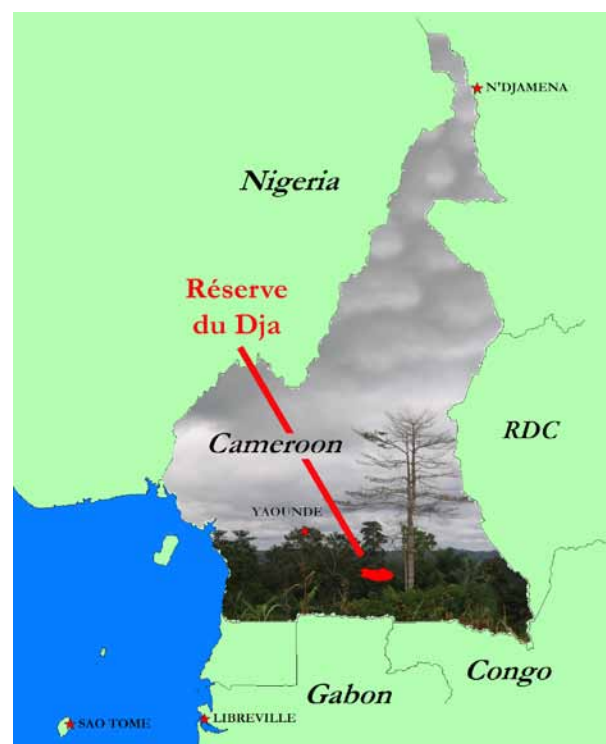 N'DJAMENA
Nigeria
Réserve
du Dja
Cameroon
RDC
YAOUNDE
Congo
Gabon
SAO TOME
LIBREVILLE